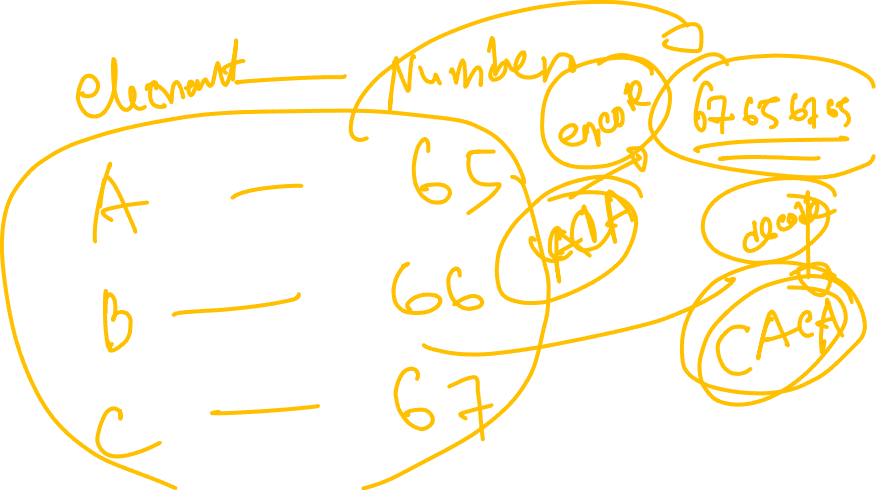 element — Number
encode
67 65 67 65
A — 65
CACA
decode
B — 66
CACA
C — 67